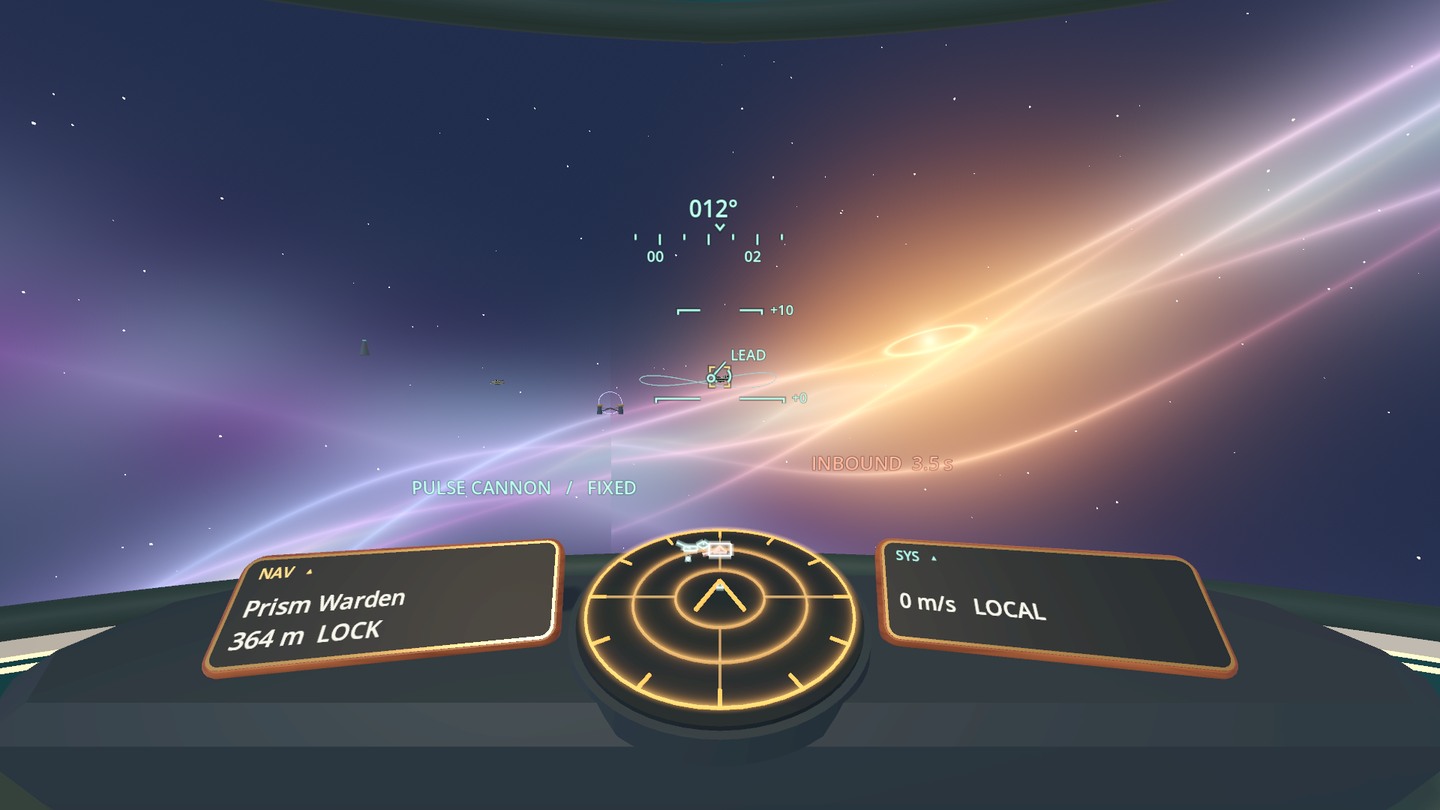 012°
00 02
+10
LEAD
+0
INBOUND 3.5 s
PULSE CANNON / FIXED
NAV
Prism Warden
364 m LOCK
SYS
0 m/s LOCAL